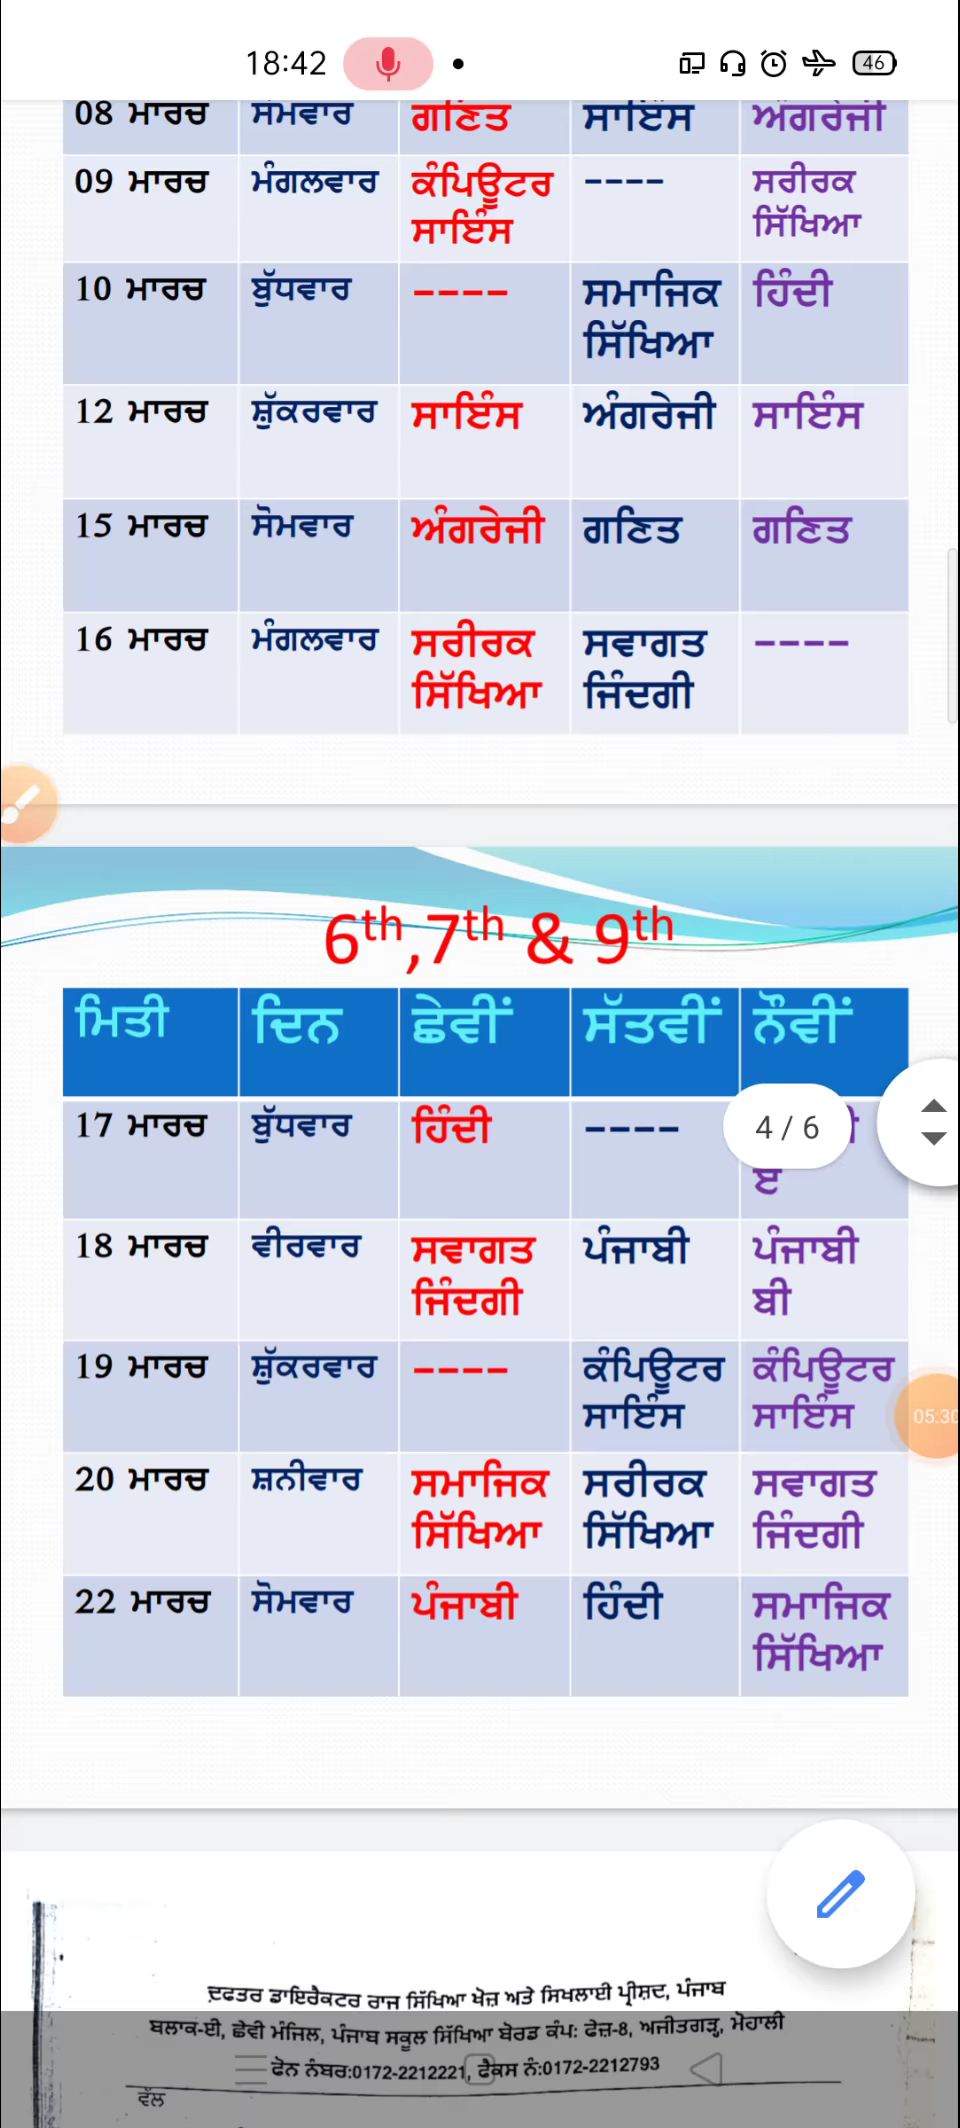 18:42 46
08 ਮਾਰਚ ਸੋਮਵਾਰ ਗਣਿਤ ਸਾਇੰਸ ਅੰਗਰੇਜੀ
09 ਮਾਰਚ ਮੰਗਲਵਾਰ ਕੰਪਿਊਟਰ ---- ਸਰੀਰਕ
ਸਾਇੰਸ ਸਿੱਖਿਆ
10 ਮਾਰਚ ਬੁੱਧਵਾਰ ---- ਸਮਾਜਿਕ ਹਿੰਦੀ
ਸਿੱਖਿਆ
12 ਮਾਰਚ ਸ਼ੁੱਕਰਵਾਰ ਸਾਇੰਸ ਅੰਗਰੇਜੀ ਸਾਇੰਸ
15 ਮਾਰਚ ਸੋਮਵਾਰ ਅੰਗਰੇਜੀ ਗਣਿਤ ਗਣਿਤ
16 ਮਾਰਚ ਮੰਗਲਵਾਰ ਸਰੀਰਕ ਸਵਾਗਤ ----
ਸਿੱਖਿਆ ਜਿੰਦਗੀ
6th,7th & 9th
ਮਿਤੀ ਦਿਨ ਛੇਵੀਂ ਸੱਤਵੀਂ ਨੌਵੀਂ
17 ਮਾਰਚ ਬੁੱਧਵਾਰ ਹਿੰਦੀ ---- 4 / 6
ਏ
18 ਮਾਰਚ ਵੀਰਵਾਰ ਸਵਾਗਤ ਪੰਜਾਬੀ ਪੰਜਾਬੀ
ਜਿੰਦਗੀ ਬੀ
19 ਮਾਰਚ ਸ਼ੁੱਕਰਵਾਰ ---- ਕੰਪਿਊਟਰ ਕੰਪਿਊਟਰ
ਸਾਇੰਸ ਸਾਇੰਸ 05:30
20 ਮਾਰਚ ਸ਼ਨੀਵਾਰ ਸਮਾਜਿਕ ਸਰੀਰਕ ਸਵਾਗਤ
ਸਿੱਖਿਆ ਸਿੱਖਿਆ ਜਿੰਦਗੀ
22 ਮਾਰਚ ਸੋਮਵਾਰ ਪੰਜਾਬੀ ਹਿੰਦੀ ਸਮਾਜਿਕ
ਸਿੱਖਿਆ
ਦਫਤਰ ਡਾਇਰੈਕਟਰ ਰਾਜ ਸਿੱਖਿਆ ਖੋਜ਼ ਅਤੇ ਸਿਖਲਾਈ ਪ੍ਰੀਸ਼ਦ, ਪੰਜਾਬ
ਬਲਾਕ-ਈ, ਛੇਵੀ ਮੰਜਿਲ, ਪੰਜਾਬ ਸਕੂਲ ਸਿੱਖਿਆ ਬੋਰਡ ਕੰਪ: ਫੇਜ਼-8, ਅਜੀਤਗੜ੍ਹ, ਮੋਹਾਲੀ
ਫੋਨ ਨੰਬਰ:0172-2212221, ਫੈਕਸ ਨੰ:0172-2212793
ਵੱਲ